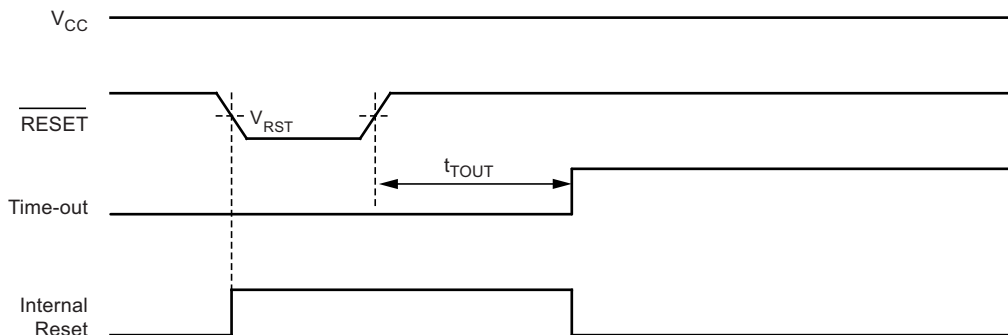 VCC
RESET
VRST
tTOUT
Time-out
Internal
Reset